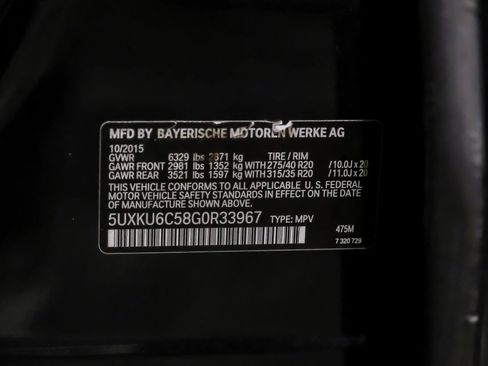 MFD BY BAYERISCHE MOTOREN WERKE AG
10/2015
GVWR 6329 lbs 2871 kg TIRE / RIM
GAWR FRONT 2981 lbs 1352 kg WITH 275/40 R20 /10.0J x 20
GAWR REAR 3521 lbs 1597 kg WITH 315/35 R20 /11.0J x 20
THIS VEHICLE CONFORMS TO ALL APPLICABLE U. S. FEDERAL
MOTOR VEHICLE SAFETY STANDARDS IN EFFECT ON THE DATE
OF MANUFACTURE SHOWN ABOVE.
5UXKU6C58G0R33967 TYPE: MPV
475M
7 320 729